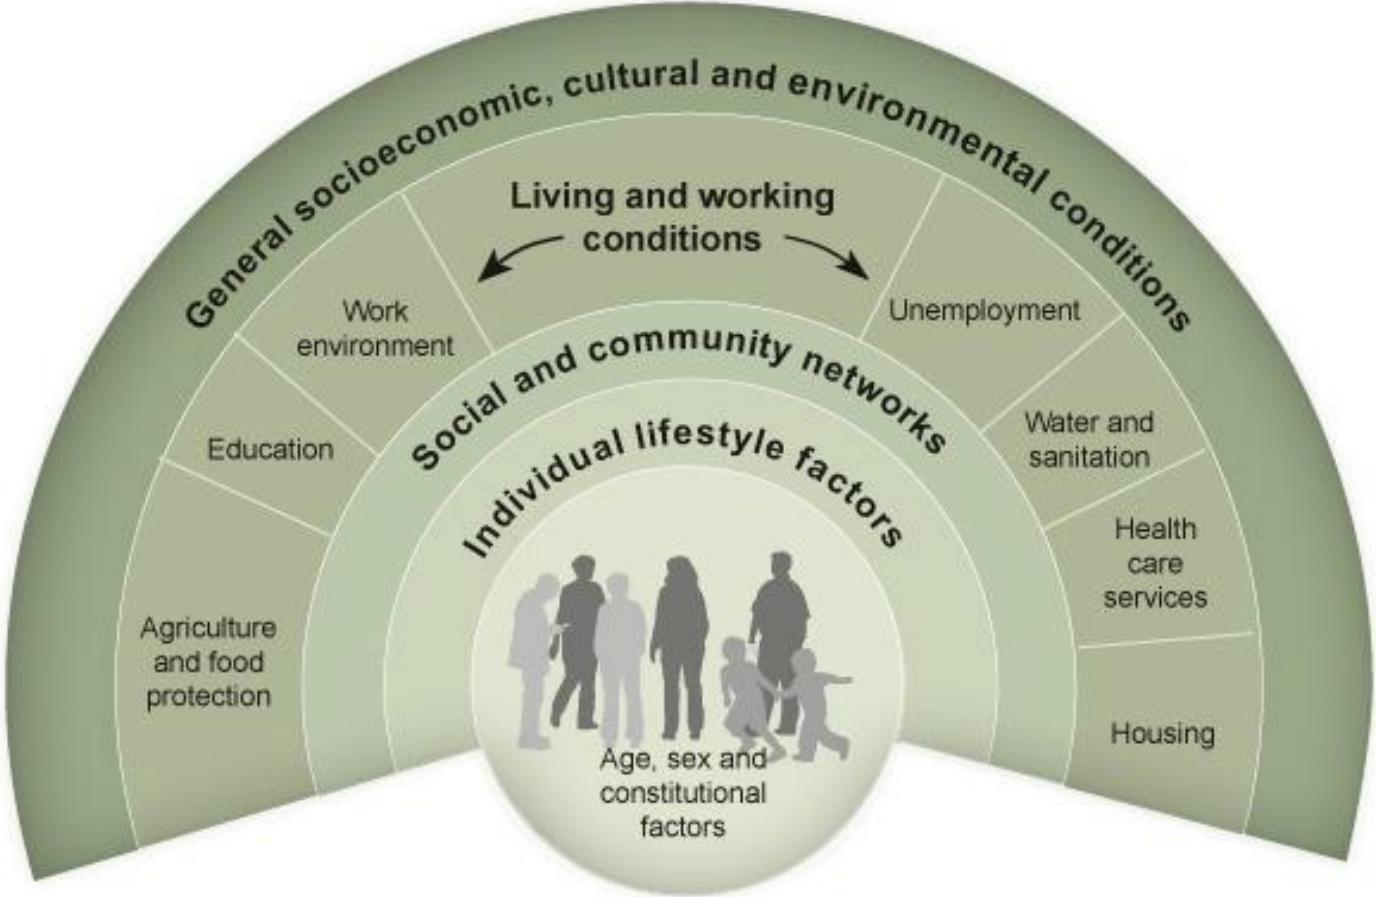 General socioeconomic, cultural and environmental conditions
Living and working
conditions
Work
environment
Unemployment
Social and community networks
Education
Water and
sanitation
Individual lifestyle factors
Health
care
services
Agriculture
and food
protection
Housing
Age, sex and
constitutional
factors